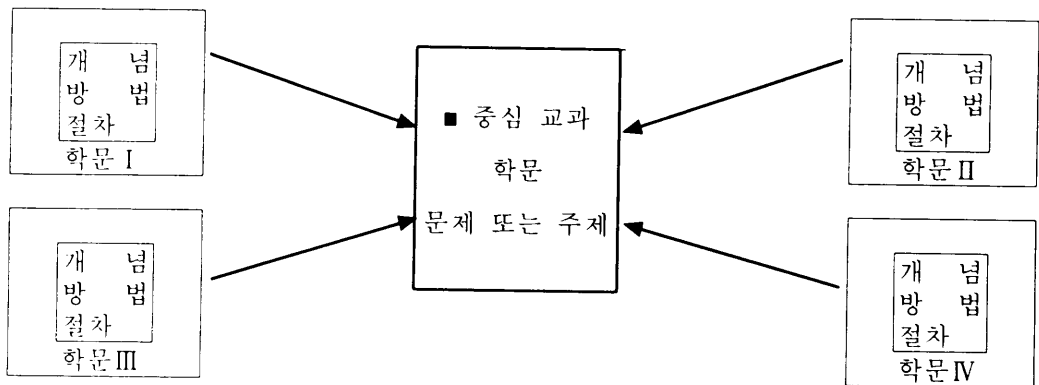 개 념
방 법
절차
학문 I
■ 중심 교과
학문
문제 또는 주제
개 념
방 법
절차
학문 II
개 념
방 법
절차
학문 III
개 념
방 법
절차
학문 IV